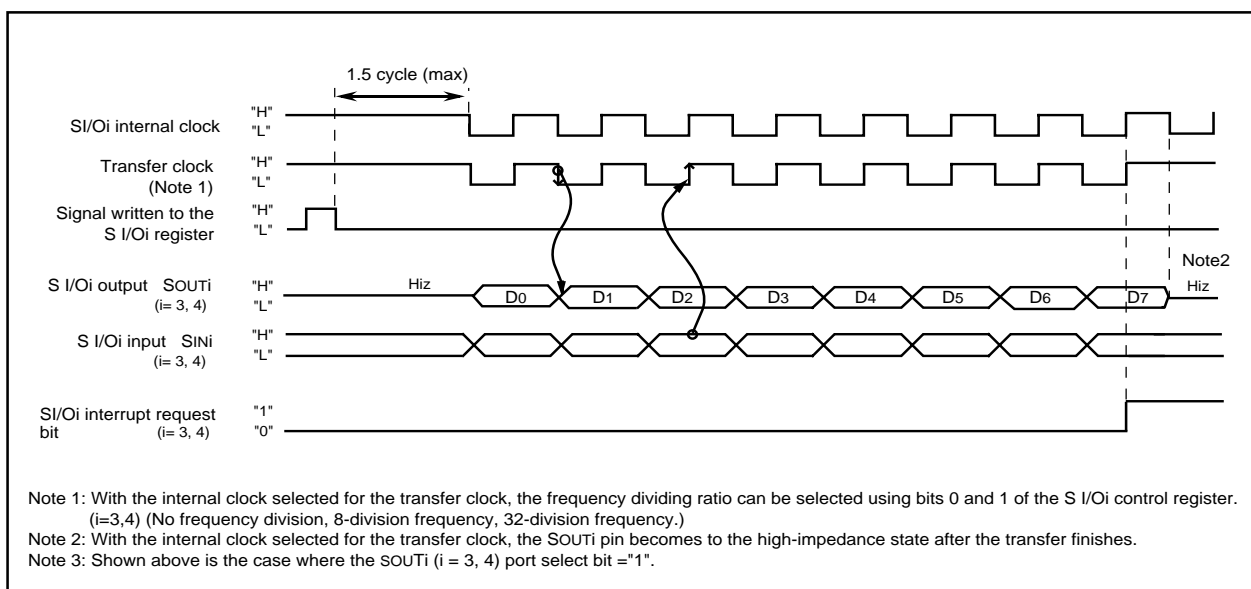 1.5 cycle (max)
SI/Oi internal clock "H" "L"
Transfer clock (Note 1) "H" "L"
Signal written to the S I/Oi register "H" "L"
Note2
S I/Oi output SOUTi (i= 3, 4) "H" "L" Hiz D0 D1 D2 D3 D4 D5 D6 D7 Hiz
S I/Oi input SINi (i= 3, 4) "H" "L"
SI/Oi interrupt request bit (i= 3, 4) "1" "0"
Note 1: With the internal clock selected for the transfer clock, the frequency dividing ratio can be selected using bits 0 and 1 of the S I/Oi control register.
(i=3,4) (No frequency division, 8-division frequency, 32-division frequency.)
Note 2: With the internal clock selected for the transfer clock, the SOUTi pin becomes to the high-impedance state after the transfer finishes.
Note 3: Shown above is the case where the SOUTi (i = 3, 4) port select bit ="1".